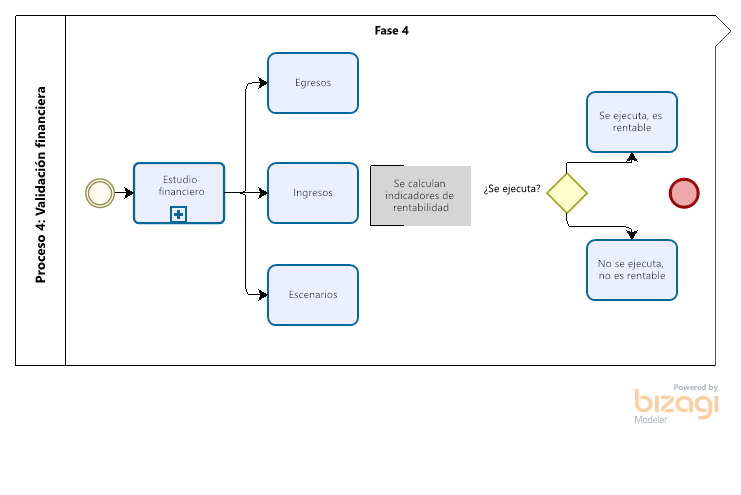 Fase 4
Proceso 4: Validación financiera
Egresos
Estudio
financiero
Ingresos
Escenarios
Se calculan
indicadores de
rentabilidad
¿Se ejecuta?
Se ejecuta, es
rentable
No se ejecuta,
no es rentable
Powered by
bizagi
Modeler